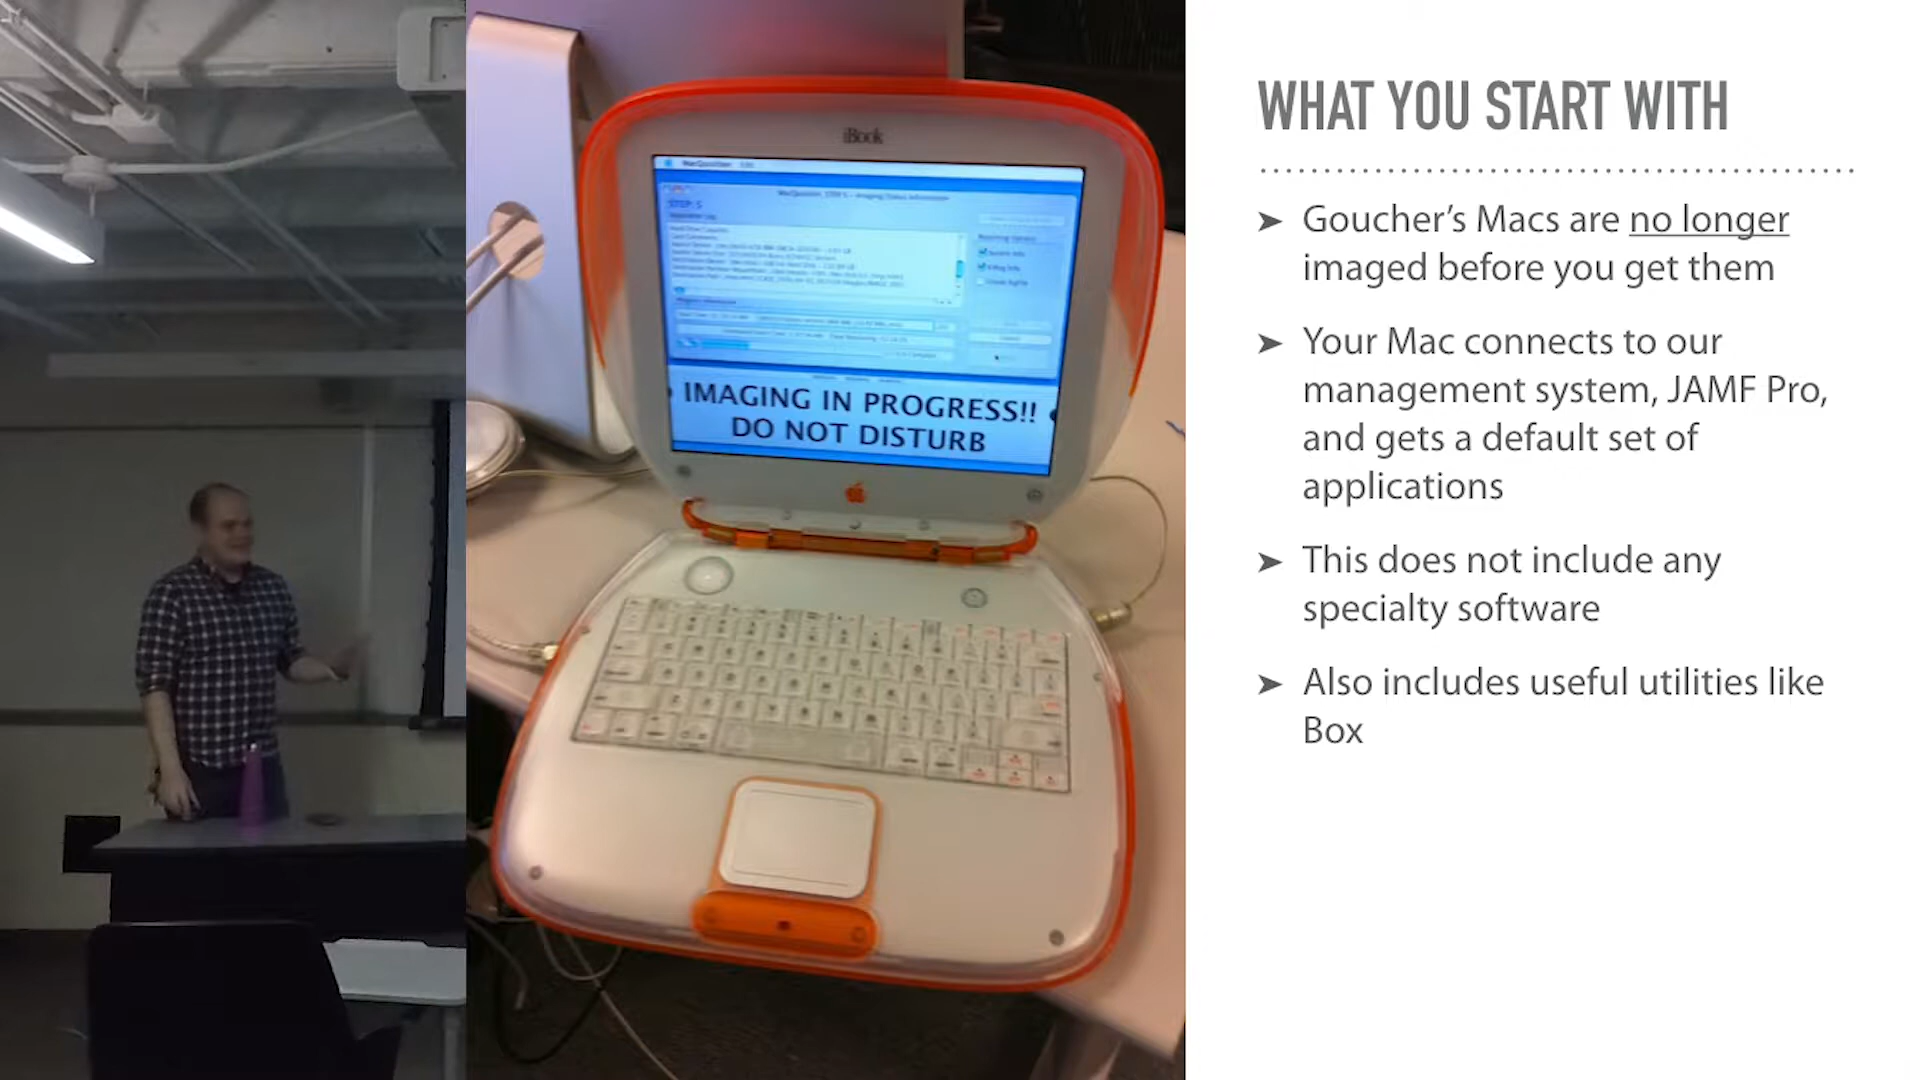 iBook
STEP: 5
IMAGING IN PROGRESS!!
DO NOT DISTURB
WHAT YOU START WITH
➤ Goucher’s Macs are no longer
imaged before you get them
➤ Your Mac connects to our
management system, JAMF Pro,
and gets a default set of
applications
➤ This does not include any
specialty software
➤ Also includes useful utilities like
Box